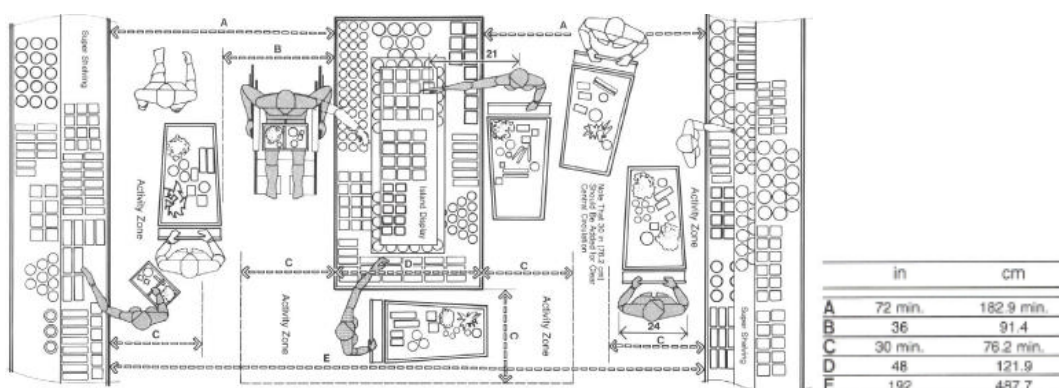 A
A
B
21
Super Shelving
Island Display
Note That 30 in (76.2 cm)
Should Be Added for Clear
Central Circulation
Activity Zone
Activity Zone
C
D
C
Activity Zone
Activity Zone
C
24
C
C
E
Super Shelving
in cm
A 72 min. 182.9 min.
B 36 91.4
C 30 min. 76.2 min.
D 48 121.9
E 192 487.7